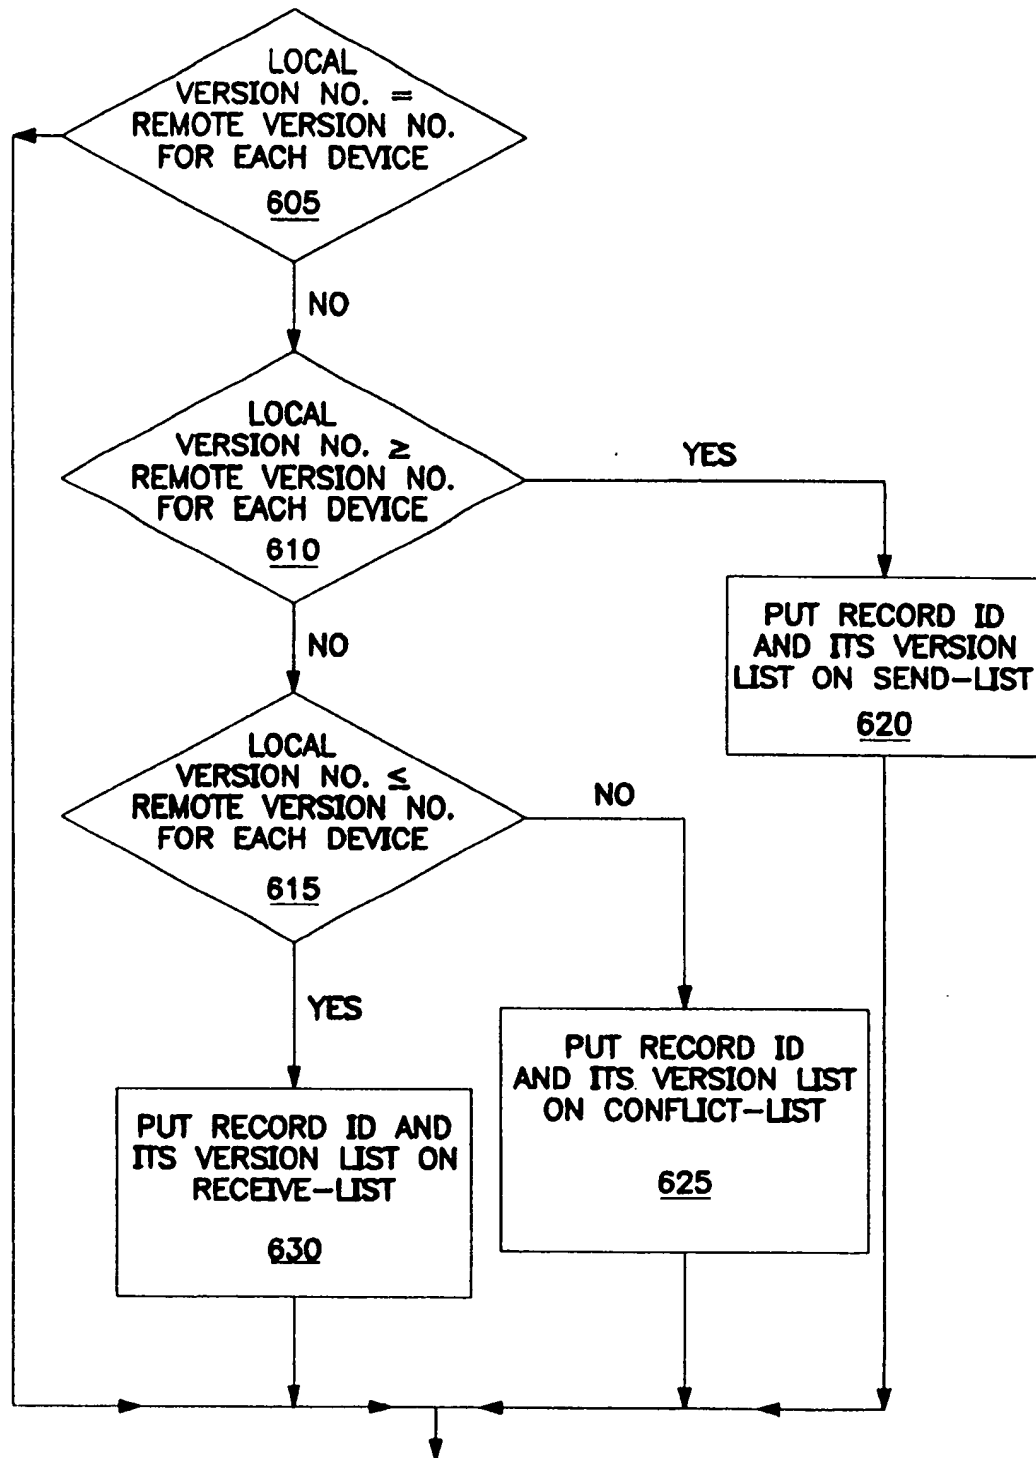 LOCAL
VERSION NO. =
REMOTE VERSION NO.
FOR EACH DEVICE
605
NO
LOCAL
VERSION NO. ≥
REMOTE VERSION NO.
FOR EACH DEVICE
610
YES
NO
PUT RECORD ID
AND ITS VERSION
LIST ON SEND-LIST
620
LOCAL
VERSION NO. ≤
REMOTE VERSION NO.
FOR EACH DEVICE
615
NO
YES
PUT RECORD ID
AND ITS VERSION LIST
ON CONFLICT-LIST
625
PUT RECORD ID AND
ITS VERSION LIST ON
RECEIVE-LIST
630